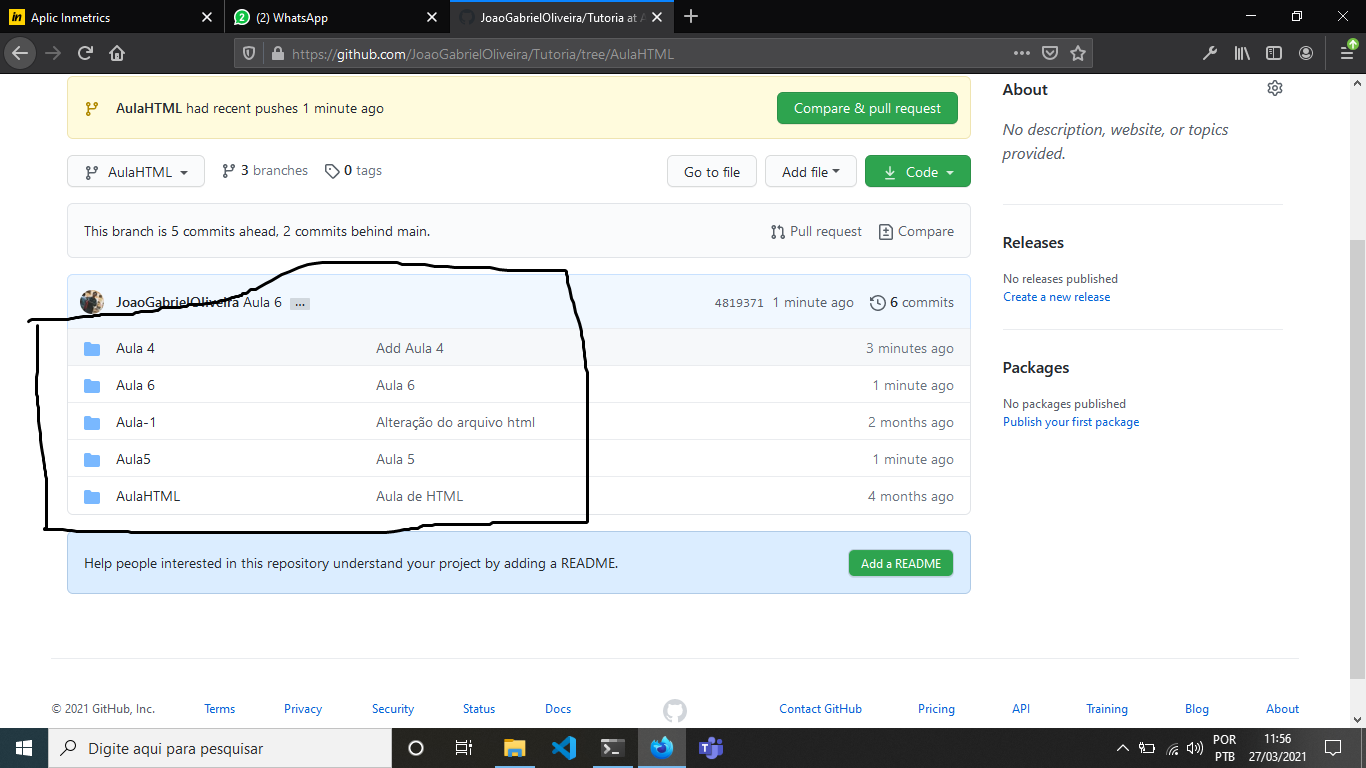 Aplic Inmetrics
(2) WhatsApp
JoaoGabrielOliveira/Tutoria at A
https://github.com/JoaoGabrielOliveira/Tutoria/tree/AulaHTML
AulaHTML had recent pushes 1 minute ago
Compare & pull request
About
No description, website, or topics
provided.
AulaHTML
3 branches
0 tags
Go to file
Add file
Code
This branch is 5 commits ahead, 2 commits behind main.
Pull request
Compare
Releases
No releases published
Create a new release
JoaoGabrielOliveira Aula 6 ...
4819371 1 minute ago
6 commits
Aula 4 Add Aula 4 3 minutes ago
Aula 6 Aula 6 1 minute ago
Aula-1 Alteração do arquivo html 2 months ago
Aula5 Aula 5 1 minute ago
AulaHTML Aula de HTML 4 months ago
Packages
No packages published
Publish your first package
Help people interested in this repository understand your project by adding a README.
Add a README
© 2021 GitHub, Inc. Terms Privacy Security Status Docs Contact GitHub Pricing API Training Blog About
Digite aqui para pesquisar
POR
PTB
11:56
27/03/2021